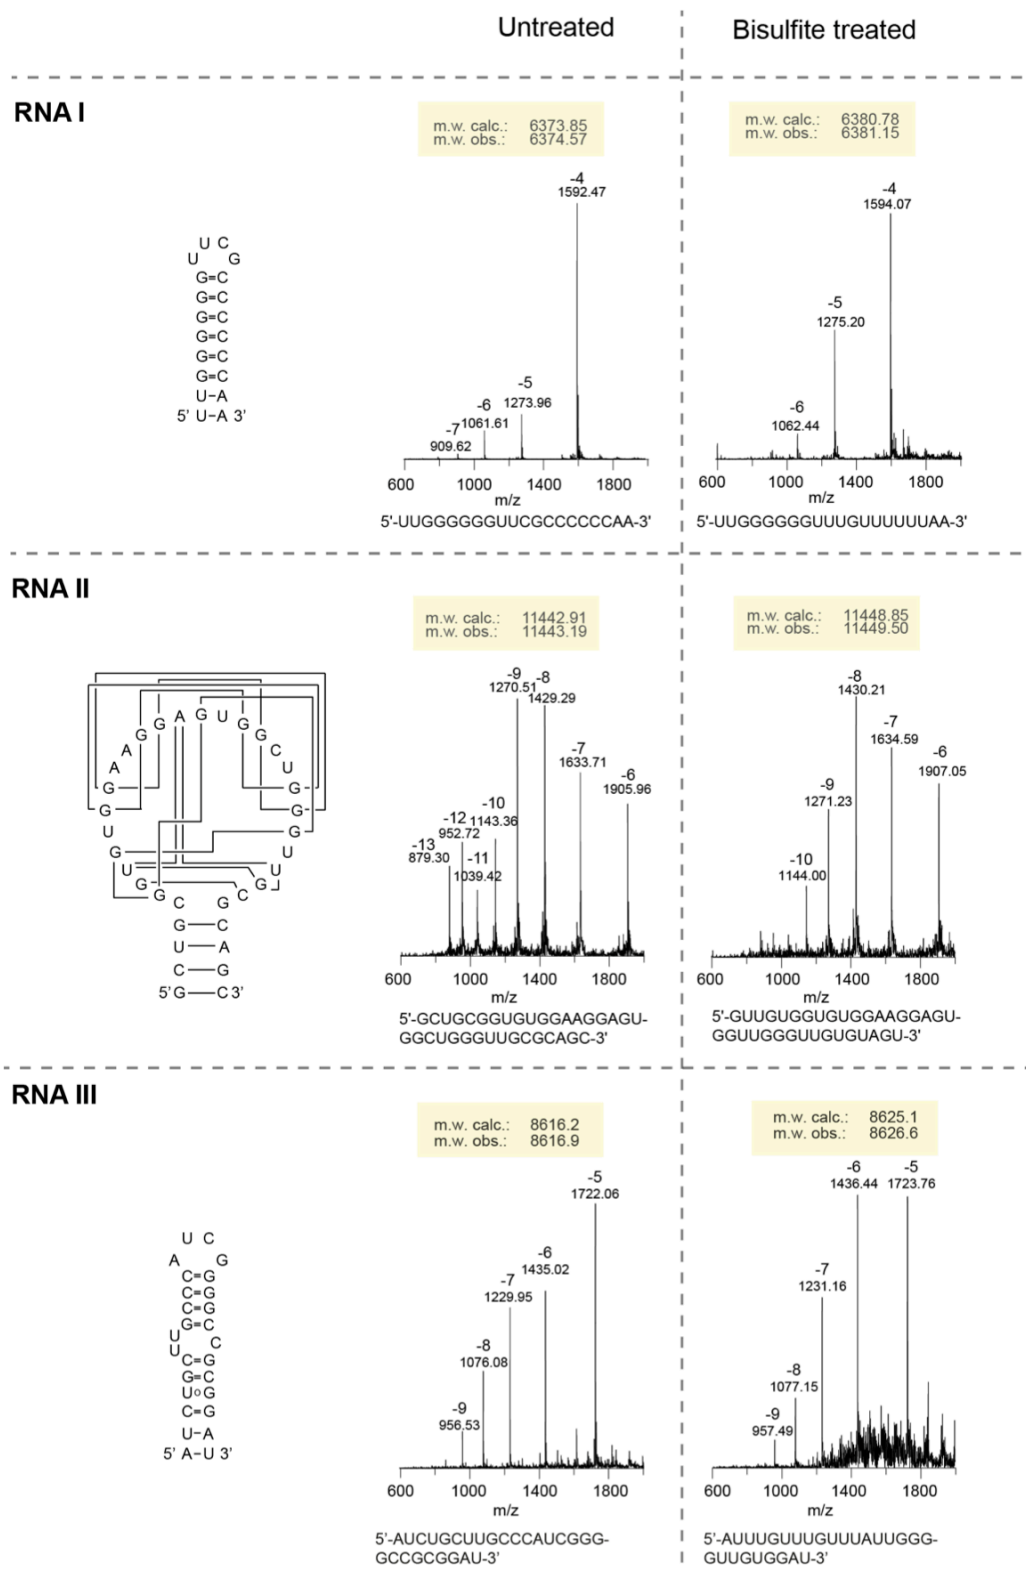 Untreated
Bisulfite treated
RNA I
m.w. calc.: 6373.85
m.w. obs.: 6374.57
m.w. calc.: 6380.78
m.w. obs.: 6381.15
-4
1592.47
-5
1273.96
-6
1061.61
-7
909.62
-4
1594.07
-5
1275.20
-6
1062.44
U C
U G
G=C
G=C
G=C
G=C
G=C
G=C
U-A
5' U-A 3'
600 1000 1400 1800
m/z
600 1000 1400 1800
m/z
5'-UUGGGGGGUUCGCCCCCCAA-3'
5'-UUGGGGGGUUUGUUUUUUAA-3'
RNA II
m.w. calc.: 11442.91
m.w. obs.: 11443.19
m.w. calc.: 11448.85
m.w. obs.: 11449.50
-9
1270.51
-8
1429.29
-7
1633.71
-6
1905.96
-10
1143.36
-12
952.72
-13
879.30
-11
1039.42
-8
1430.21
-7
1634.59
-6
1907.05
-9
1271.23
-10
1144.00
G A G U
G G
G G
A C
A U
G G
G G
U G
G U
U U
G G
G C
C G
G C
U A
C G
5'G C3'
600 1000 1400 1800
m/z
600 1000 1400 1800
m/z
5'-GCUGCGGUGUGGAAGGAGU-
GGCUGGGUUGCGCAGC-3'
5'-GUUGUGGUGUGGAAGGAGU-
GGUUGGGUUGUGUAGU-3'
RNA III
m.w. calc.: 8616.2
m.w. obs.: 8616.9
m.w. calc.: 8625.1
m.w. obs.: 8626.6
-5
1722.06
-6
1435.02
-7
1229.95
-8
1076.08
-9
956.53
-6
1436.44
-5
1723.76
-7
1231.16
-8
1077.15
-9
957.49
U C
A G
C=G
C=G
C=G
G=C
U C
U
C=G
G=C
U○G
C=G
U-A
5' A-U 3'
600 1000 1400 1800
m/z
600 1000 1400 1800
m/z
5'-AUCUGCUUGCCCAUCGGG-
GCCGCGGAU-3'
5'-AUUUGUUUGUUUAUUGGG-
GUUGUGGAU-3'